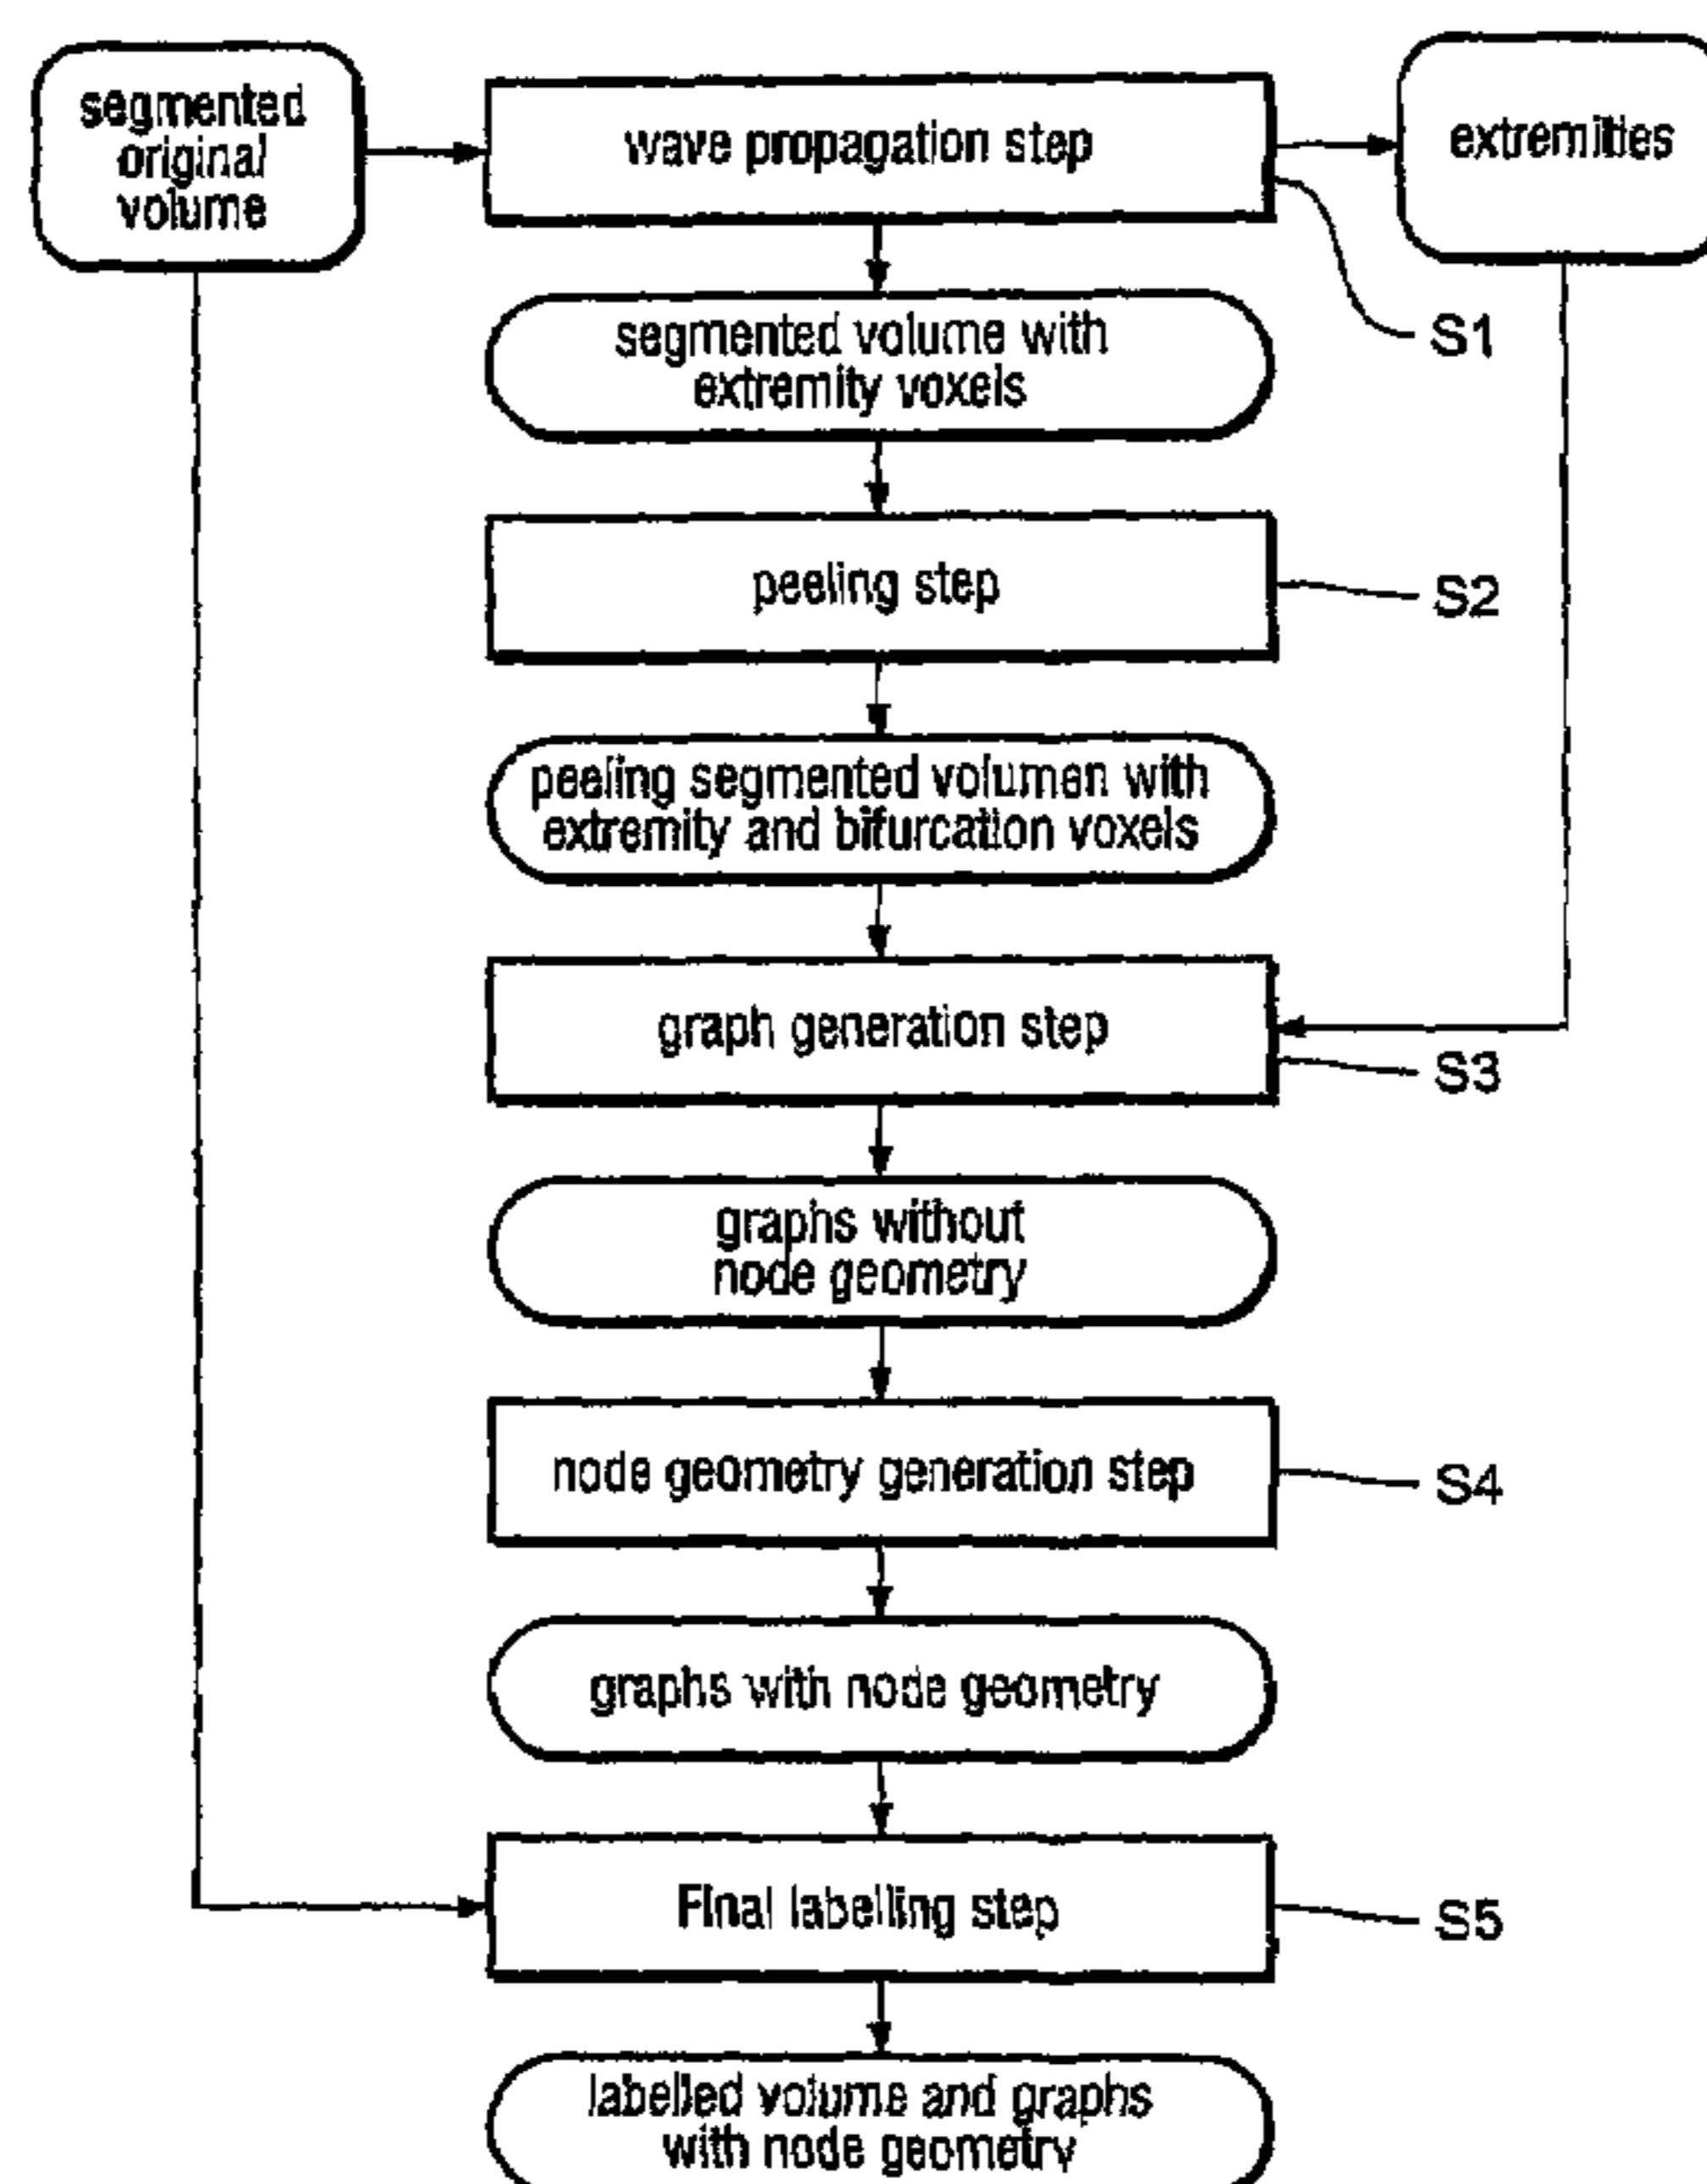 segmented
original
volume
wave propagation step
extremities
S1
segmented volume with
extremity voxels
peeling step
S2
peeling segmented volumen with
extremity and bifurcation voxels
graph generation step
S3
graphs without
node geometry
node geometry generation step
S4
graphs with node geometry
Final labelling step
S5
labelled volume and graphs
with node geometry